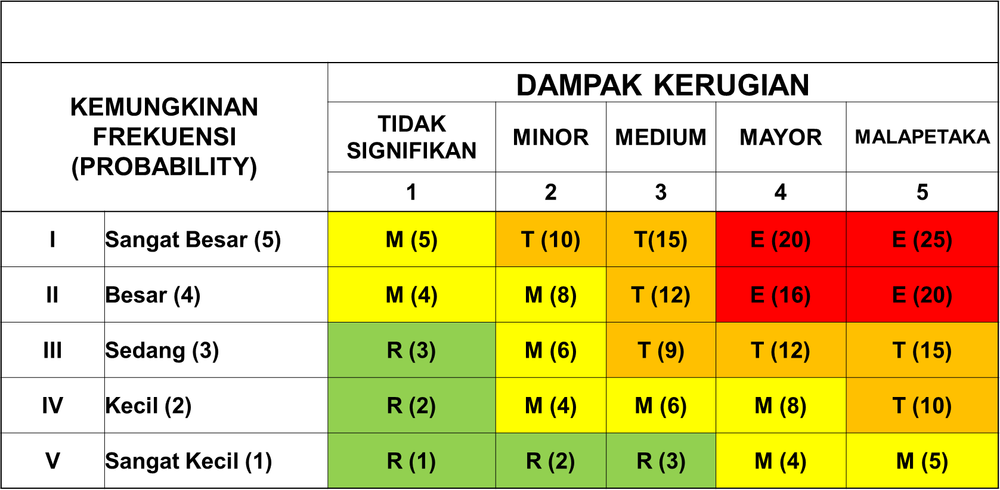 KEMUNGKINAN
FREKUENSI
(PROBABILITY)
DAMPAK KERUGIAN
TIDAK
SIGNIFIKAN
MINOR
MEDIUM
MAYOR
MALAPETAKA
1 2 3 4 5
I Sangat Besar (5) M (5) T (10) T(15) E (20) E (25)
II Besar (4) M (4) M (8) T (12) E (16) E (20)
III Sedang (3) R (3) M (6) T (9) T (12) T (15)
IV Kecil (2) R (2) M (4) M (6) M (8) T (10)
V Sangat Kecil (1) R (1) R (2) R (3) M (4) M (5)